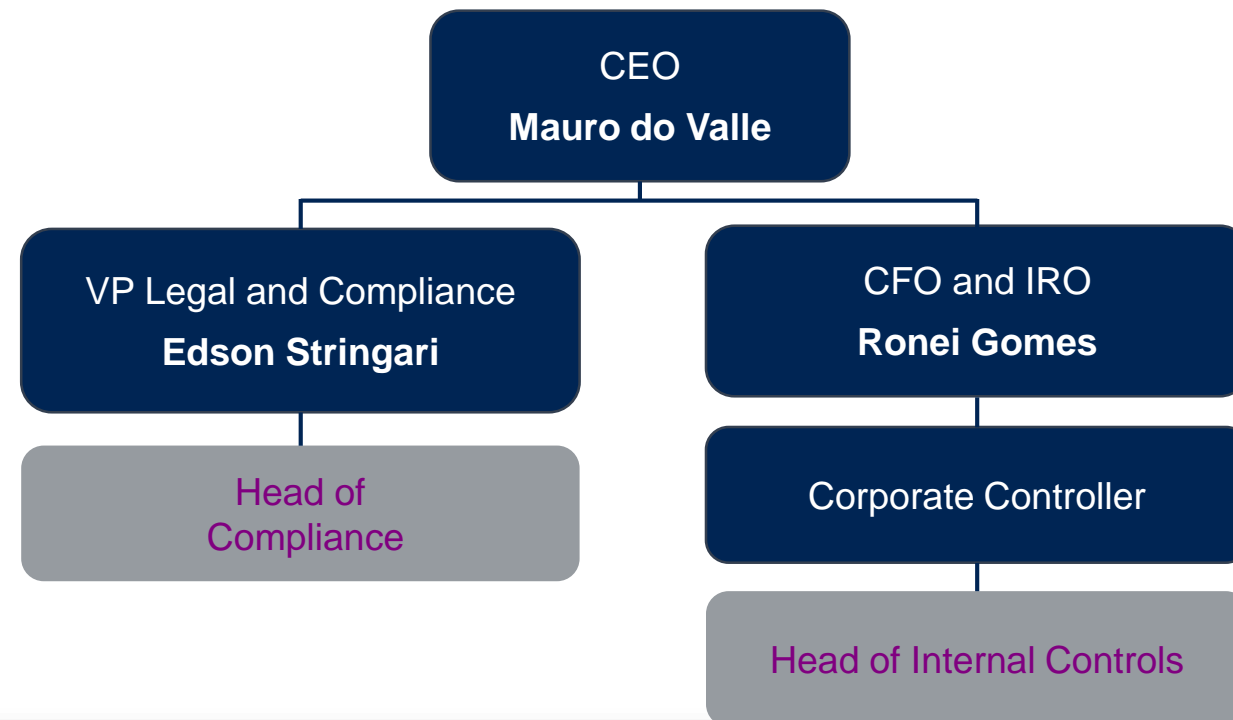 CEO
Mauro do Valle
VP Legal and Compliance
Edson Stringari
CFO and IRO
Ronei Gomes
Head of
Compliance
Corporate Controller
Head of Internal Controls